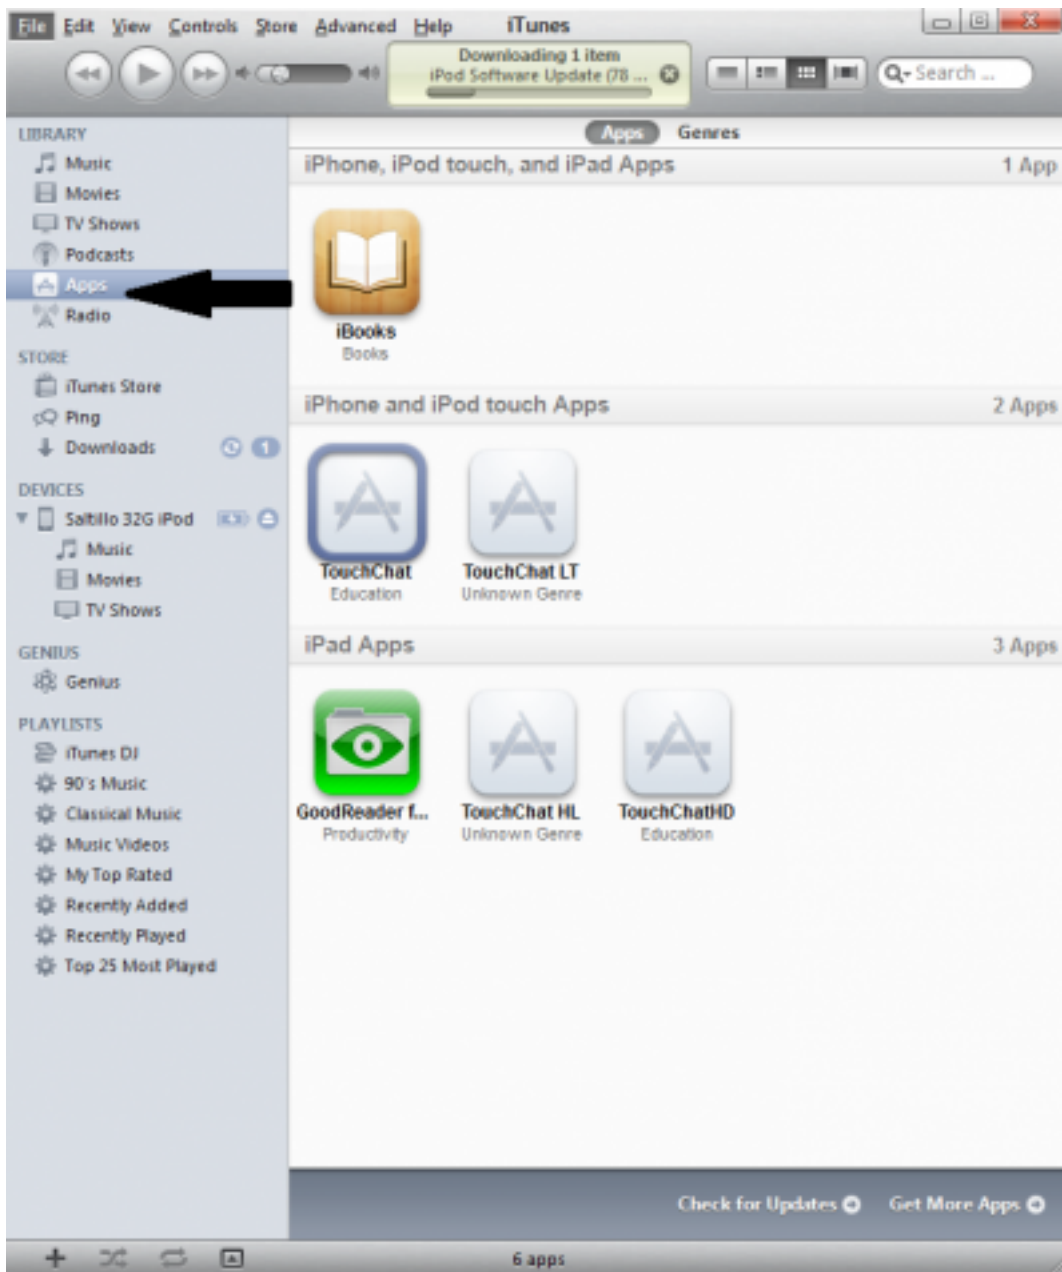 File Edit View Controls Store Advanced Help iTunes
Downloading 1 item
iPod Software Update (78 ...
Search ...
LIBRARY
Music
Movies
TV Shows
Podcasts
Apps
Radio
STORE
iTunes Store
Ping
Downloads 1
DEVICES
Saltillo 32G iPod
Music
Movies
TV Shows
GENIUS
Genius
PLAYLISTS
iTunes DJ
90's Music
Classical Music
Music Videos
My Top Rated
Recently Added
Recently Played
Top 25 Most Played
Apps Genres
iPhone, iPod touch, and iPad Apps 1 App
iBooks
Books
iPhone and iPod touch Apps 2 Apps
TouchChat
Education
TouchChat LT
Unknown Genre
iPad Apps 3 Apps
GoodReader f...
Productivity
TouchChat HL
Unknown Genre
TouchChatHD
Education
Check for Updates Get More Apps
6 apps